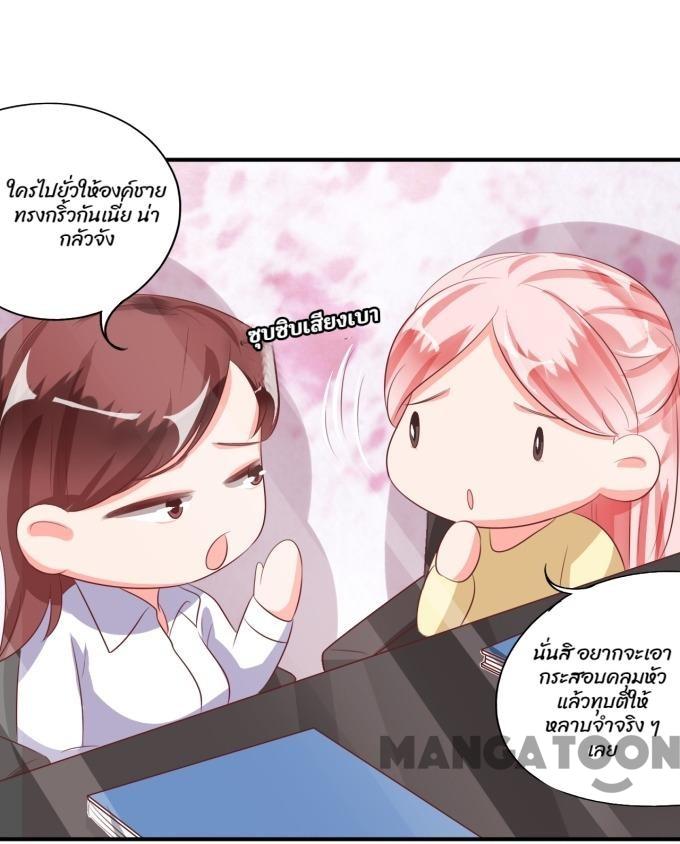 ใครไปยั่วให้องค์ชาย
ทรงกริ้วกันเนี่ย น่า
กลัวจัง
ซุบซิบเสียงเบา
นั่นสิ อยากจะเอา
กระสอบคลุมหัว
แล้วทุบตีให้
หลาบจำจริง ๆ
เลย
MANGATOON